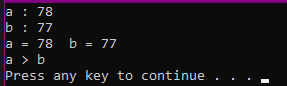 a : 78
b : 77
a = 78  b = 77
a > b
Press any key to continue . . .